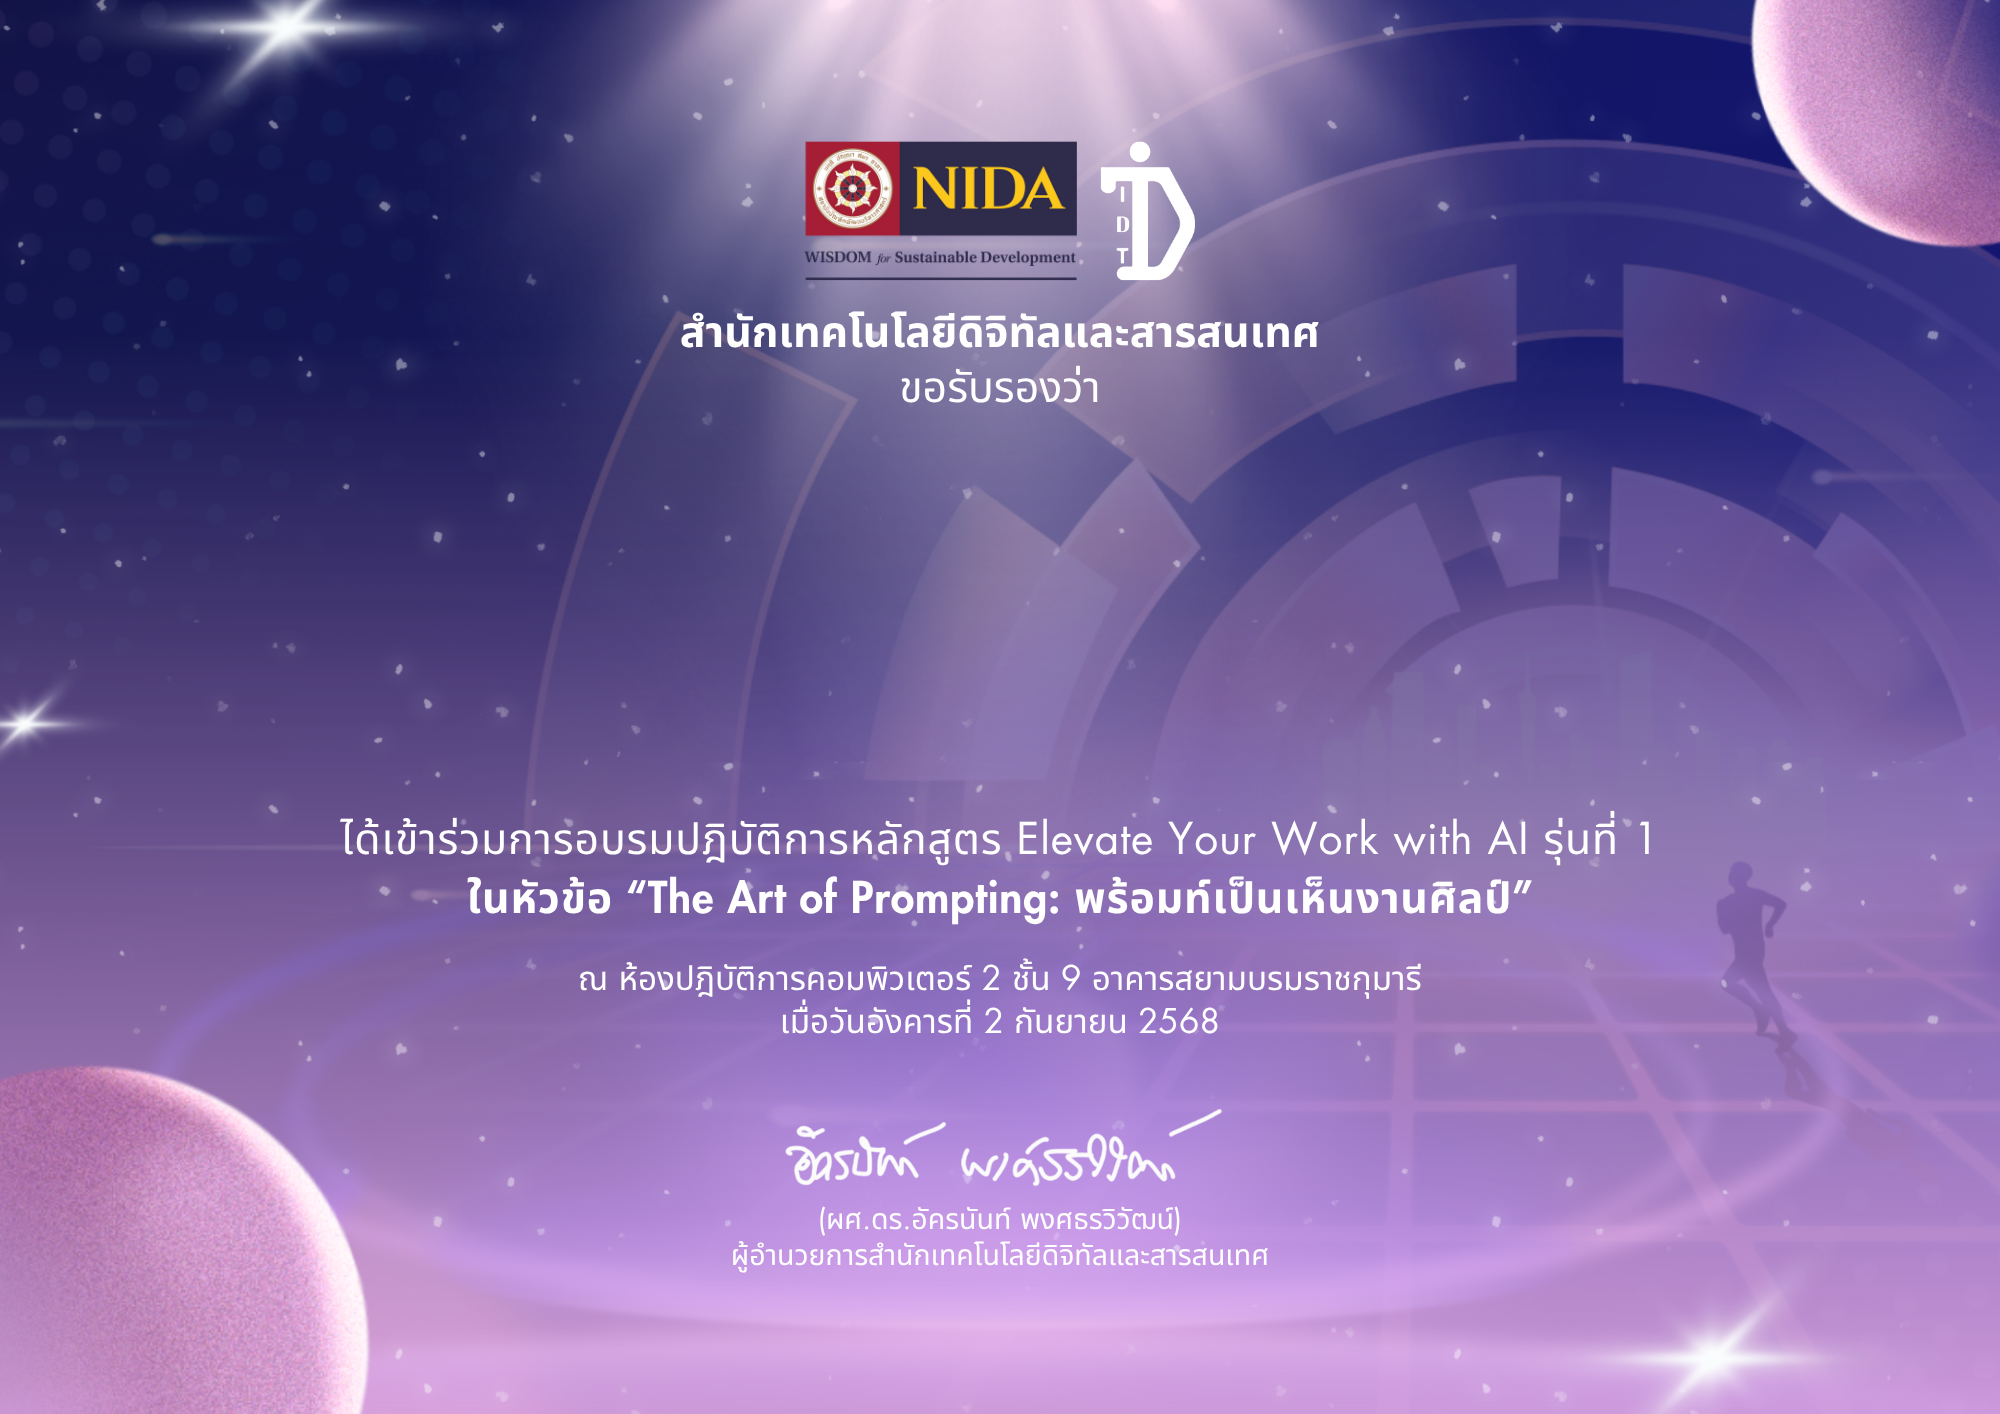 NIDA
WISDOM for Sustainable Development
I
D
T
สำนักเทคโนโลยีดิจิทัลและสารสนเทศ
ขอรับรองว่า
ได้เข้าร่วมการอบรมปฎิบัติการหลักสูตร Elevate Your Work with AI รุ่นที่ 1
ในหัวข้อ “The Art of Prompting: พร้อมท์เป็นเห็นงานศิลป์”
ณ ห้องปฎิบัติการคอมพิวเตอร์ 2 ชั้น 9 อาคารสยามบรมราชกุมารี
เมื่อวันอังคารที่ 2 กันยายน 2568
(ผศ.ดร.อัครนันท์ พงศธรวิวัฒน์)
ผู้อำนวยการสำนักเทคโนโลยีดิจิทัลและสารสนเทศ